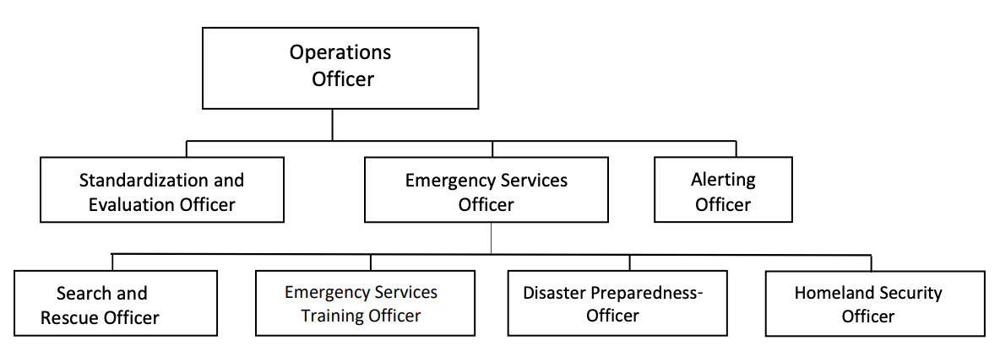 Operations
Officer
Standardization and
Evaluation Officer
Emergency Services
Officer
Alerting
Officer
Search and
Rescue Officer
Emergency Services
Training Officer
Disaster Preparedness-
Officer
Homeland Security
Officer